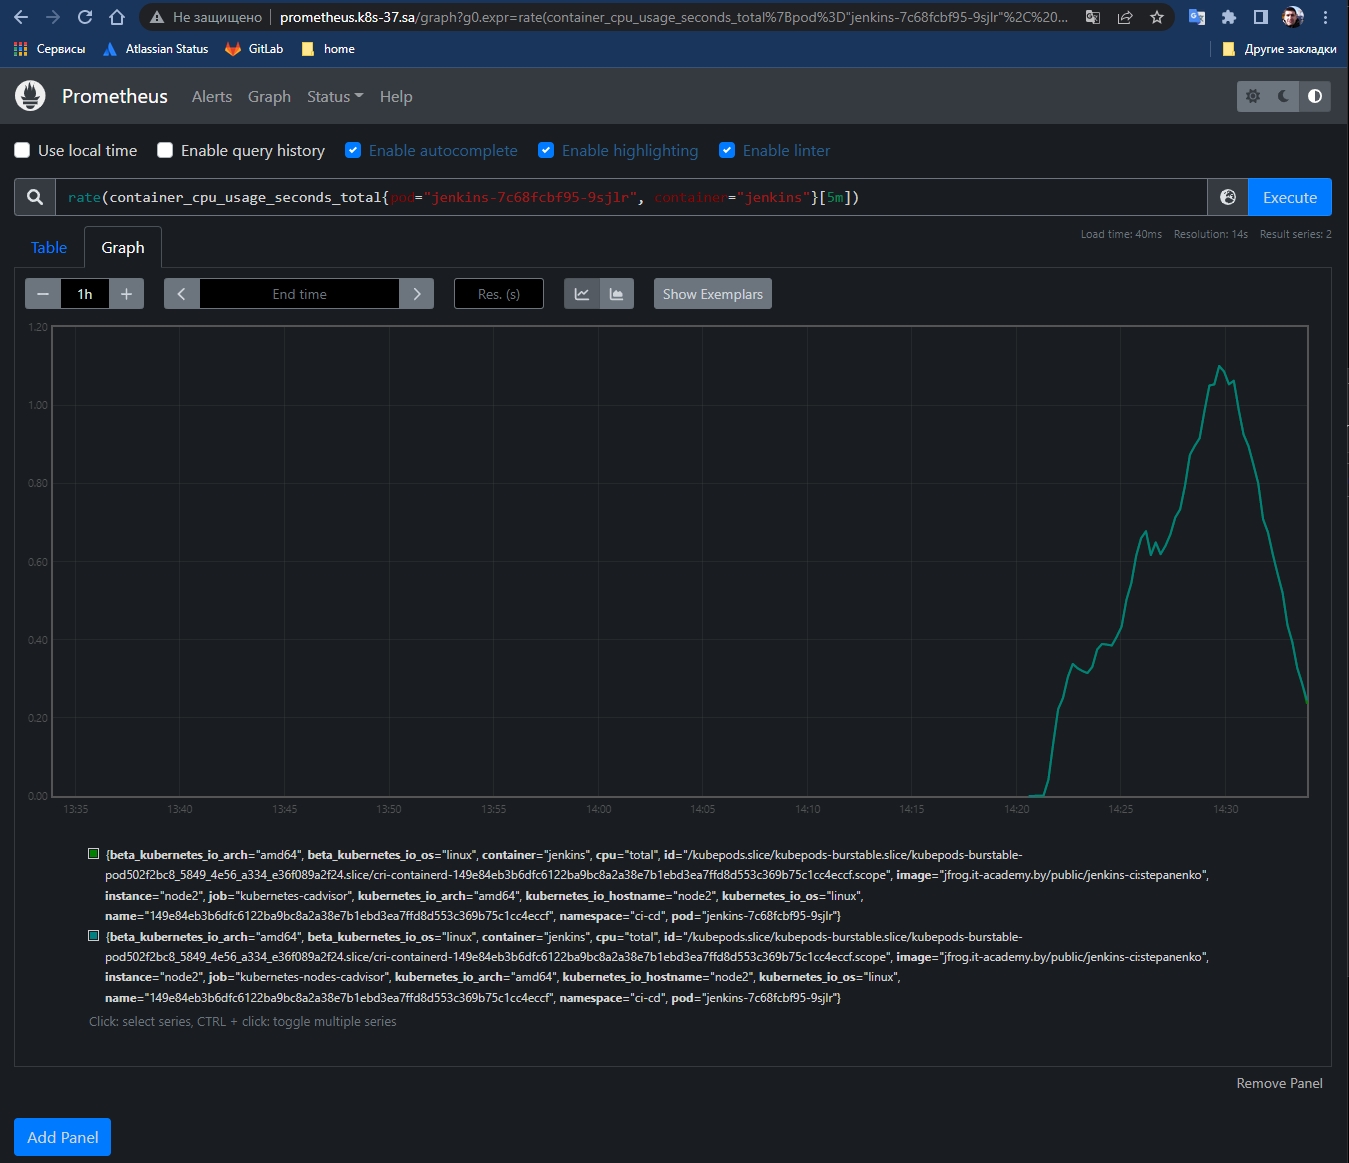 Не защищено prometheus.k8s-37.sa/graph?g0.expr=rate(container_cpu_usage_seconds_total%7Bpod%3D"jenkins-7c68fcbf95-9sjlr"%2C%20...
Сервисы Atlassian Status GitLab home Другие закладки
Prometheus Alerts Graph Status Help
Use local time Enable query history Enable autocomplete Enable highlighting Enable linter
rate(container_cpu_usage_seconds_total{pod="jenkins-7c68fcbf95-9sjlr", container="jenkins"}[5m]) Execute
Load time: 40ms Resolution: 14s Result series: 2
Table Graph
1h End time Res. (s) Show Exemplars
1.20
1.00
0.80
0.60
0.40
0.20
0.00
13:35 13:40 13:45 13:50 13:55 14:00 14:05 14:10 14:15 14:20 14:25 14:30
{beta_kubernetes_io_arch="amd64", beta_kubernetes_io_os="linux", container="jenkins", cpu="total", id="/kubepods.slice/kubepods-burstable.slice/kubepods-burstable-
pod502f2bc8_5849_4e56_a334_e36f089a2f24.slice/cri-containerd-149e84eb3b6dfc6122ba9bc8a2a38e7b1ebd3ea7ffd8d553c369b75c1cc4eccf.scope", image="jfrog.it-academy.by/public/jenkins-ci:stepanenko",
instance="node2", job="kubernetes-cadvisor", kubernetes_io_arch="amd64", kubernetes_io_hostname="node2", kubernetes_io_os="linux",
name="149e84eb3b6dfc6122ba9bc8a2a38e7b1ebd3ea7ffd8d553c369b75c1cc4eccf", namespace="ci-cd", pod="jenkins-7c68fcbf95-9sjlr"}
{beta_kubernetes_io_arch="amd64", beta_kubernetes_io_os="linux", container="jenkins", cpu="total", id="/kubepods.slice/kubepods-burstable.slice/kubepods-burstable-
pod502f2bc8_5849_4e56_a334_e36f089a2f24.slice/cri-containerd-149e84eb3b6dfc6122ba9bc8a2a38e7b1ebd3ea7ffd8d553c369b75c1cc4eccf.scope", image="jfrog.it-academy.by/public/jenkins-ci:stepanenko",
instance="node2", job="kubernetes-nodes-cadvisor", kubernetes_io_arch="amd64", kubernetes_io_hostname="node2", kubernetes_io_os="linux",
name="149e84eb3b6dfc6122ba9bc8a2a38e7b1ebd3ea7ffd8d553c369b75c1cc4eccf", namespace="ci-cd", pod="jenkins-7c68fcbf95-9sjlr"}
Click: select series, CTRL + click: toggle multiple series
Remove Panel
Add Panel